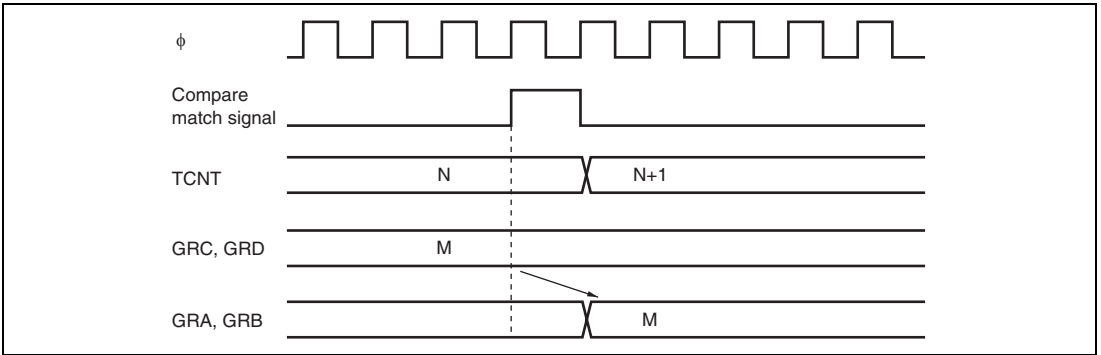 ϕ
Compare
match signal
TCNT
N
N+1
GRC, GRD
M
GRA, GRB
M